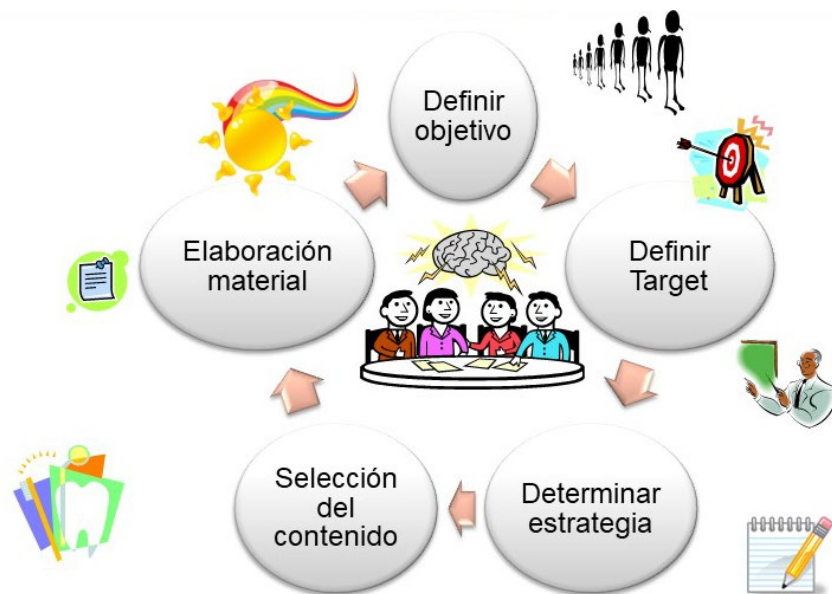 Definir
objetivo
Definir
Target
Determinar
estrategia
Selección
del
contenido
Elaboración
material